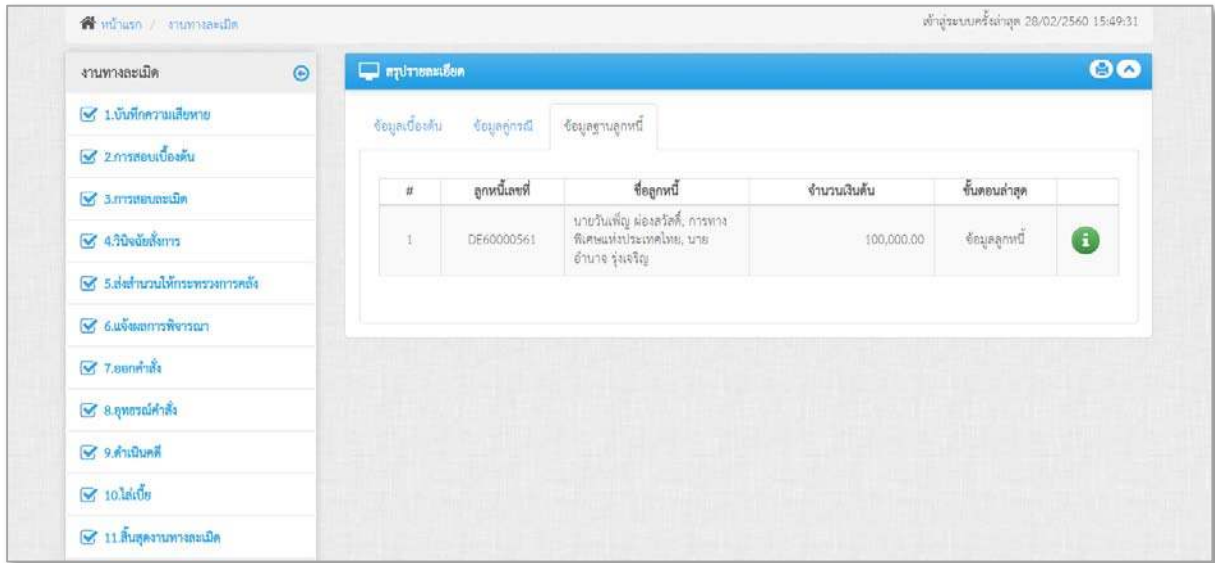 หน้าแรก / งานทางละเมิด
เข้าสู่ระบบครั้งล่าสุด 28/02/2560 15:49:31
งานทางละเมิด
1.บันทึกความเสียหาย
2.การสอบเบื้องต้น
3.การสอบละเมิด
4.วินิจฉัยสั่งการ
5.ส่งสำนวนให้กระทรวงการคลัง
6.แจ้งผลการพิจารณา
7.ออกคำสั่ง
8.อุทธรณ์คำสั่ง
9.ดำเนินคดี
10.ไล่เบี้ย
11.สิ้นสุดงานทางละเมิด
สรุปรายละเอียด
ข้อมูลเบื้องต้น ข้อมูลคู่กรณี ข้อมูลฐานลูกหนี้
# ลูกหนี้เลขที่ ชื่อลูกหนี้ จำนวนเงินต้น ขั้นตอนล่าสุด
นายวันเพ็ญ ผ่องสวัสดิ์, การทาง
1 DE60000561 พิเศษแห่งประเทศไทย, นาย 100,000.00 ข้อมูลลูกหนี้
อำนาจ รุ่งเจริญ